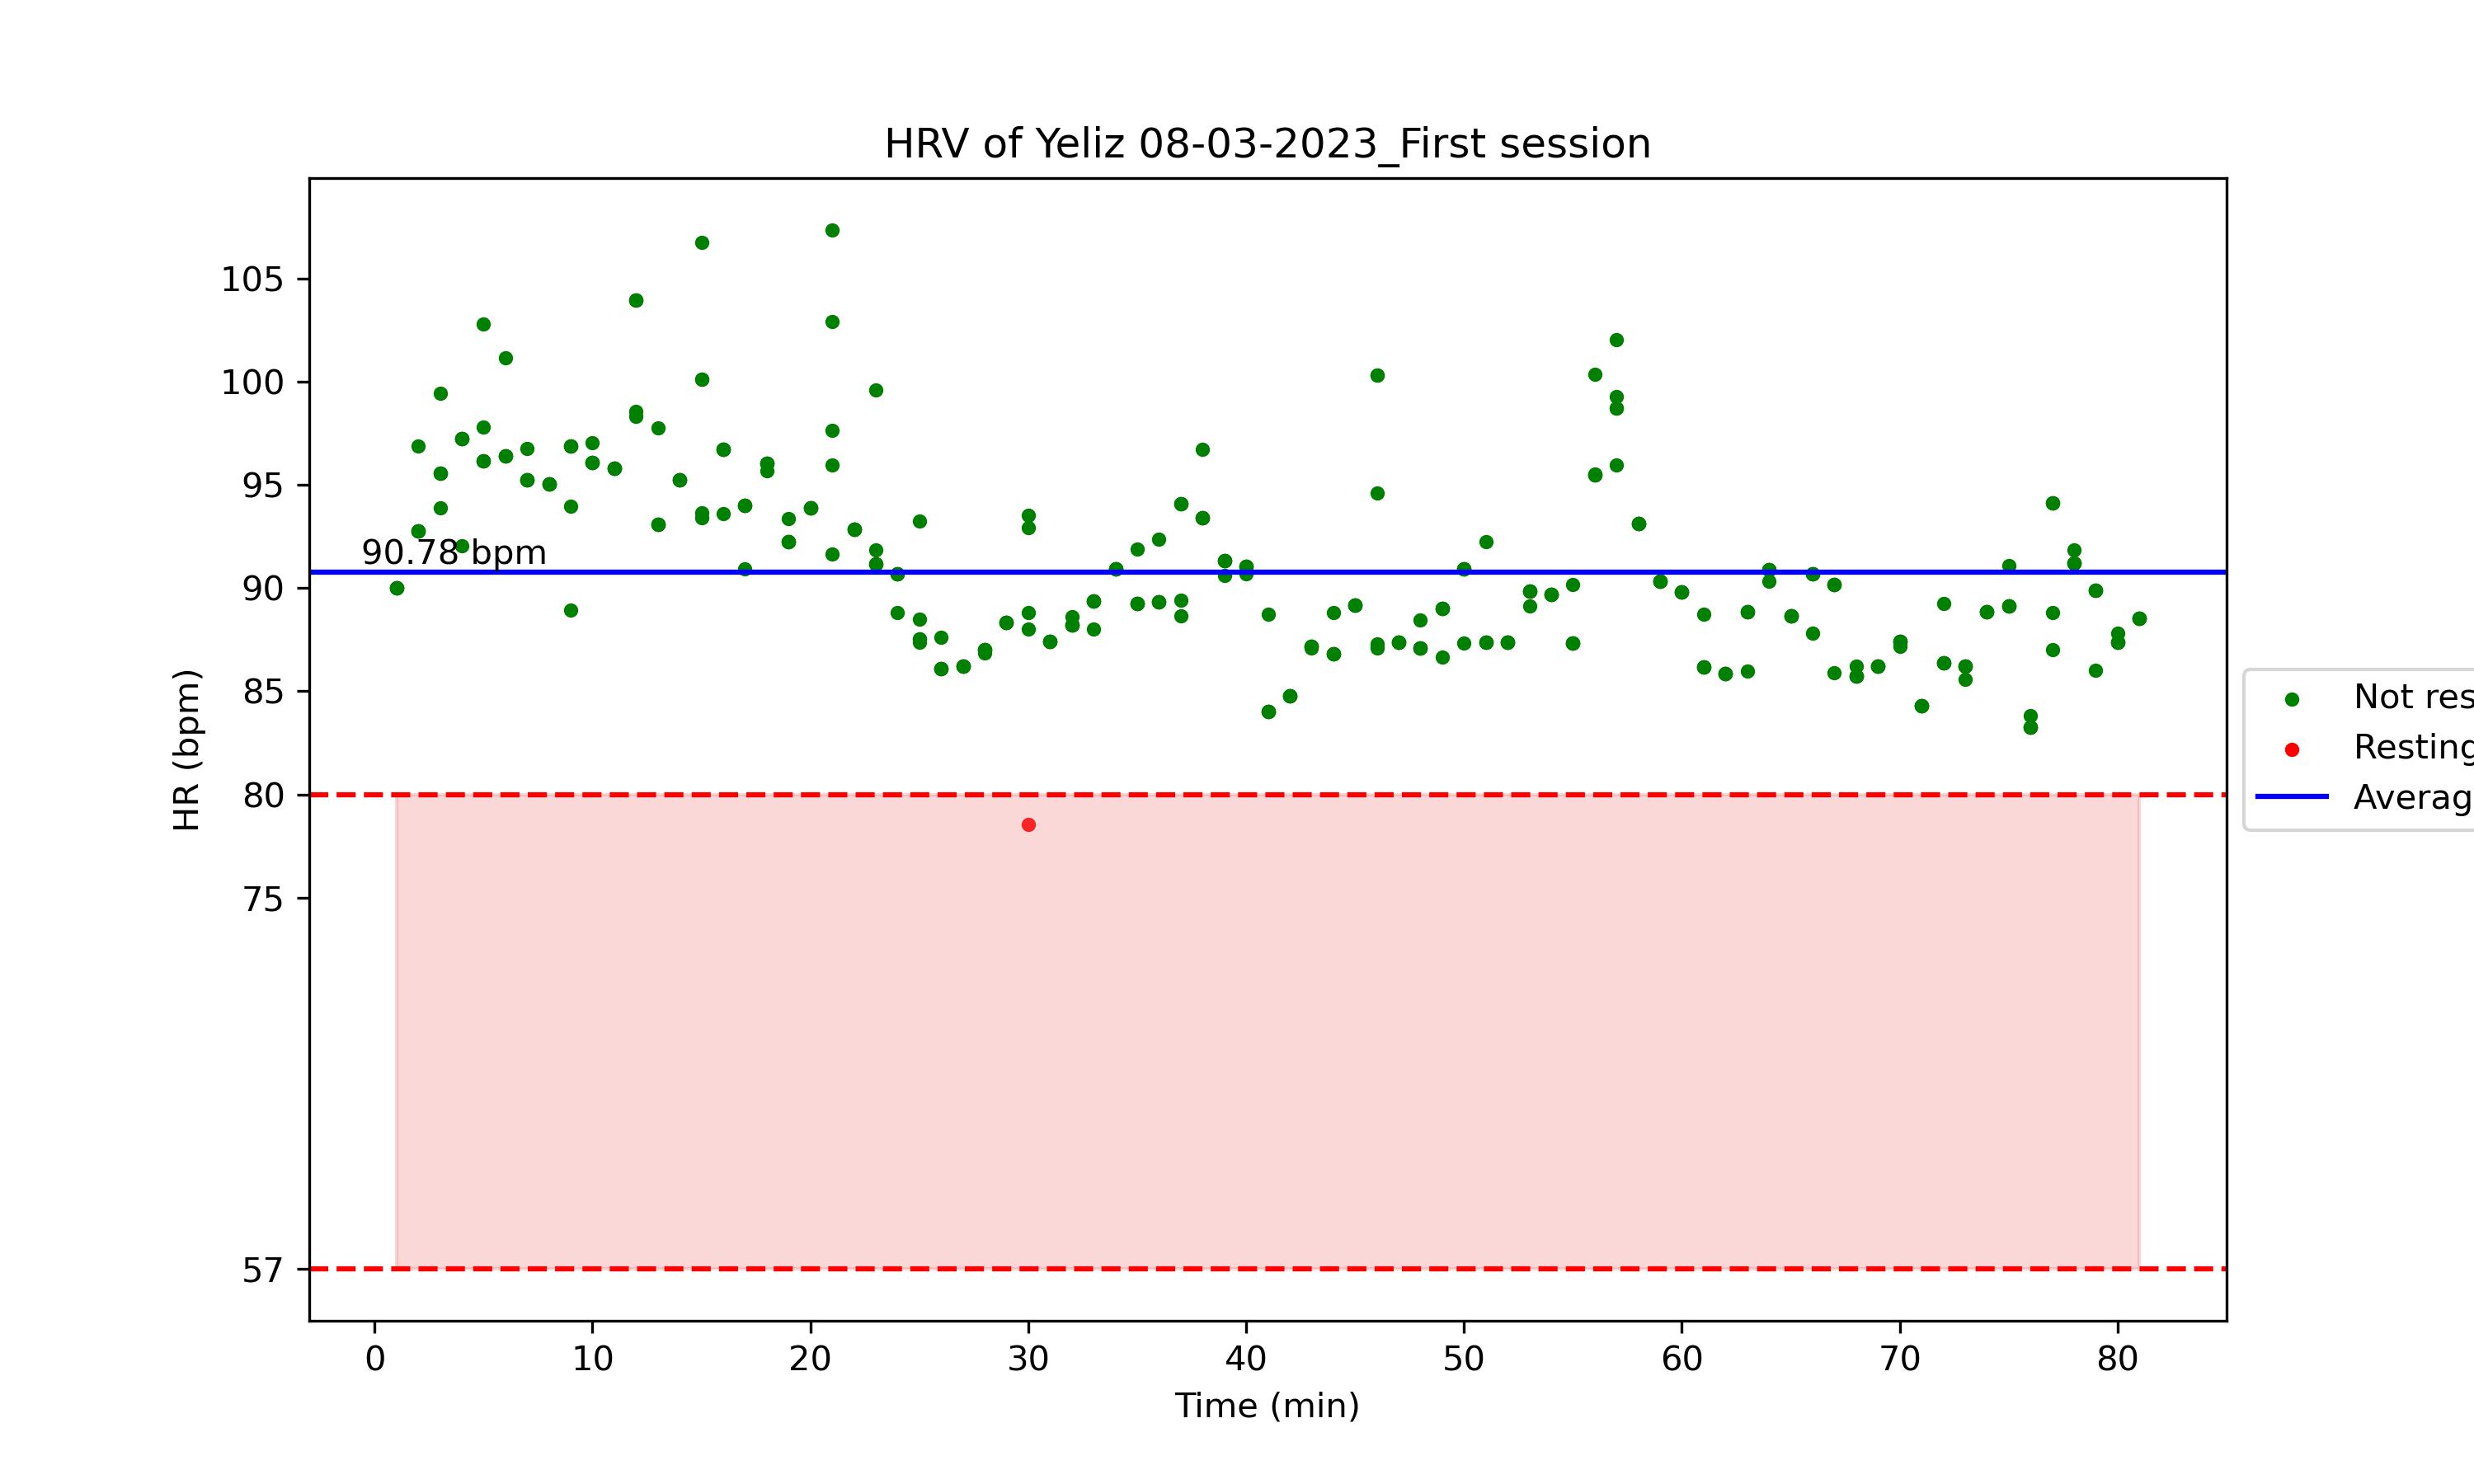 HRV of Yeliz 08-03-2023_First session
105
100
95
90.78 bpm
90
85
80
75
57
HR (bpm)
0 10 20 30 40 50 60 70 80
Time (min)
Not res
Resting
Averag